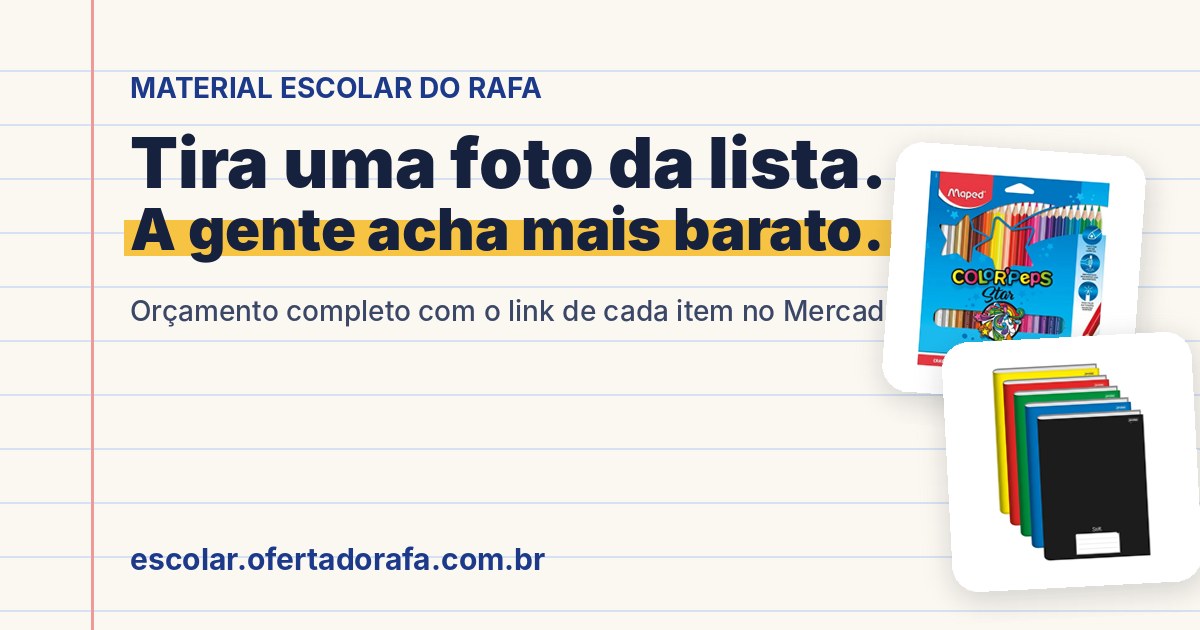 MATERIAL ESCOLAR DO RAFA
Tira uma foto da lista.
A gente acha mais barato.
Orçamento completo com o link de cada item no Mercad
escolar.ofertadorafa.com.br
Maped
COLOR'PEPS
Star
Soft